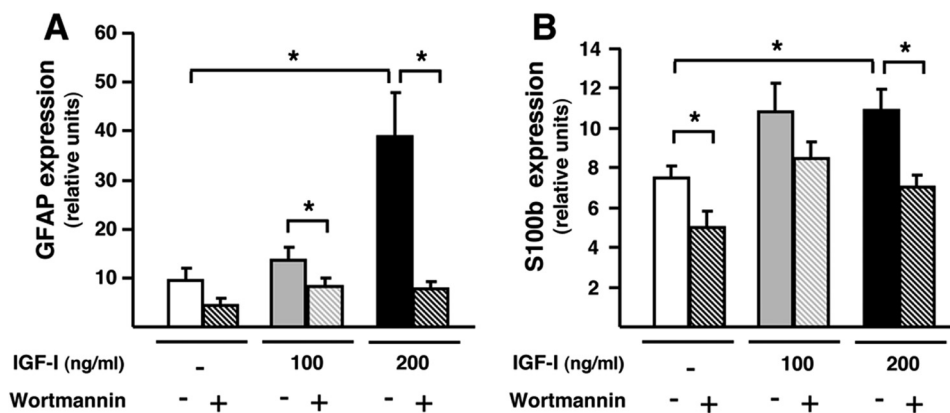 A
GFAP expression
(relative units)
60
50
40
30
20
10
*
*
*
IGF-I (ng/ml)
-
100
200
Wortmannin
- + - + - +
B
S100b expression
(relative units)
14
12
10
8
6
4
2
*
*
*
IGF-I (ng/ml)
-
100
200
Wortmannin
- + - + - +